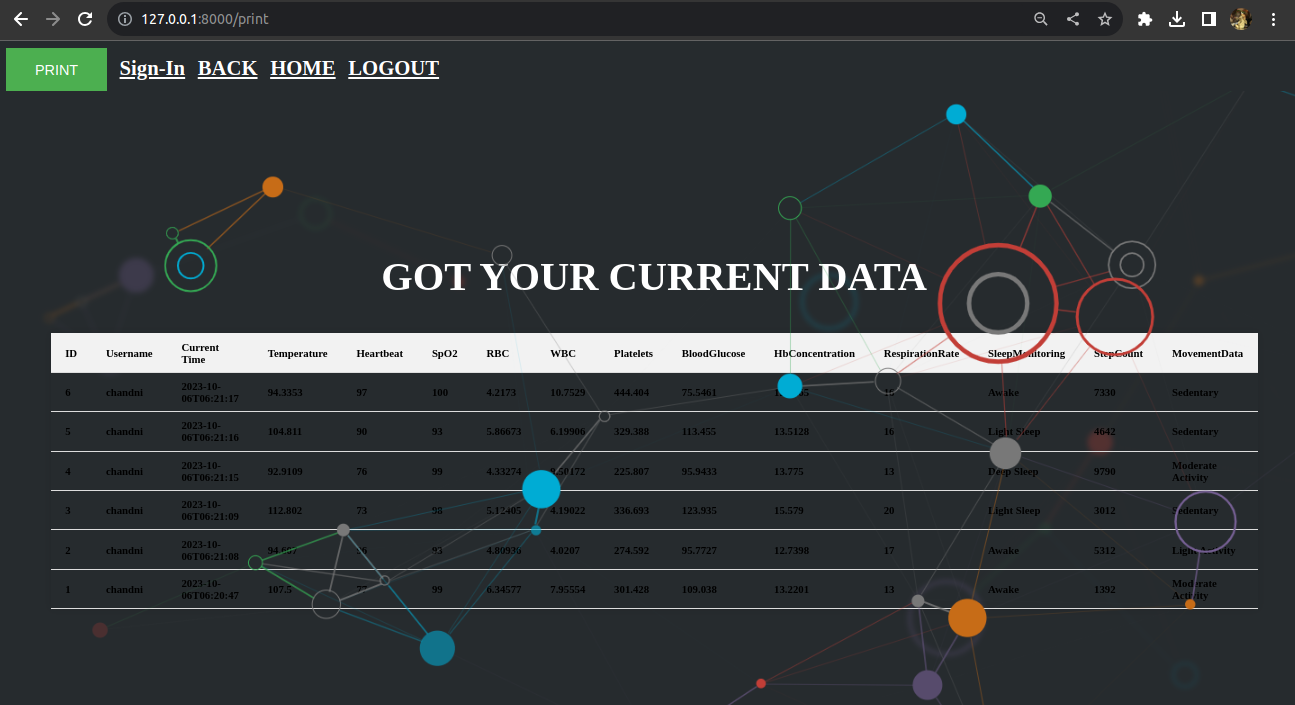 127.0.0.1:8000/print
PRINT Sign-In BACK HOME LOGOUT
GOT YOUR CURRENT DATA
ID Username Current Time Temperature Heartbeat SpO2 RBC WBC Platelets BloodGlucose HbConcentration RespirationRate SleepMonitoring StepCount MovementData
6 chandni 2023-10-06T06:21:17 94.3353 97 100 4.2173 10.7529 444.404 75.5461 16 Awake 7330 Sedentary
5 chandni 2023-10-06T06:21:16 104.811 90 93 5.86673 6.19906 329.388 113.455 13.5128 16 Light Sleep 4642 Sedentary
4 chandni 2023-10-06T06:21:15 92.9109 76 99 4.33274 225.807 95.9433 13.775 13 Deep Sleep 9790 Moderate Activity
3 chandni 2023-10-06T06:21:09 112.802 73 98 5.12405 4.19022 336.693 123.935 15.579 20 Light Sleep 3012 Sedentary
2 chandni 2023-10-06T06:21:08 93 4.80936 4.0207 274.592 95.7727 12.7398 17 Awake 5312 Light Activity
1 chandni 2023-10-06T06:20:47 107.5 77 99 6.34577 7.95554 301.428 109.038 13.2201 13 Awake 1392 Moderate Activity